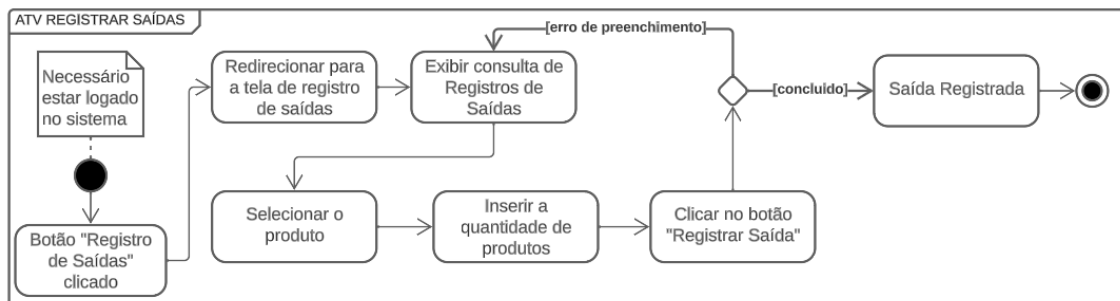 ATV REGISTRAR SAÍDAS
Necessário
estar logado
no sistema
Botão "Registro
de Saídas"
clicado
Redirecionar para
a tela de registro
de saídas
Exibir consulta de
Registros de
Saídas
Selecionar o
produto
Inserir a
quantidade de
produtos
Clicar no botão
"Registrar Saída"
[erro de preenchimento]
[concluido]
Saída Registrada